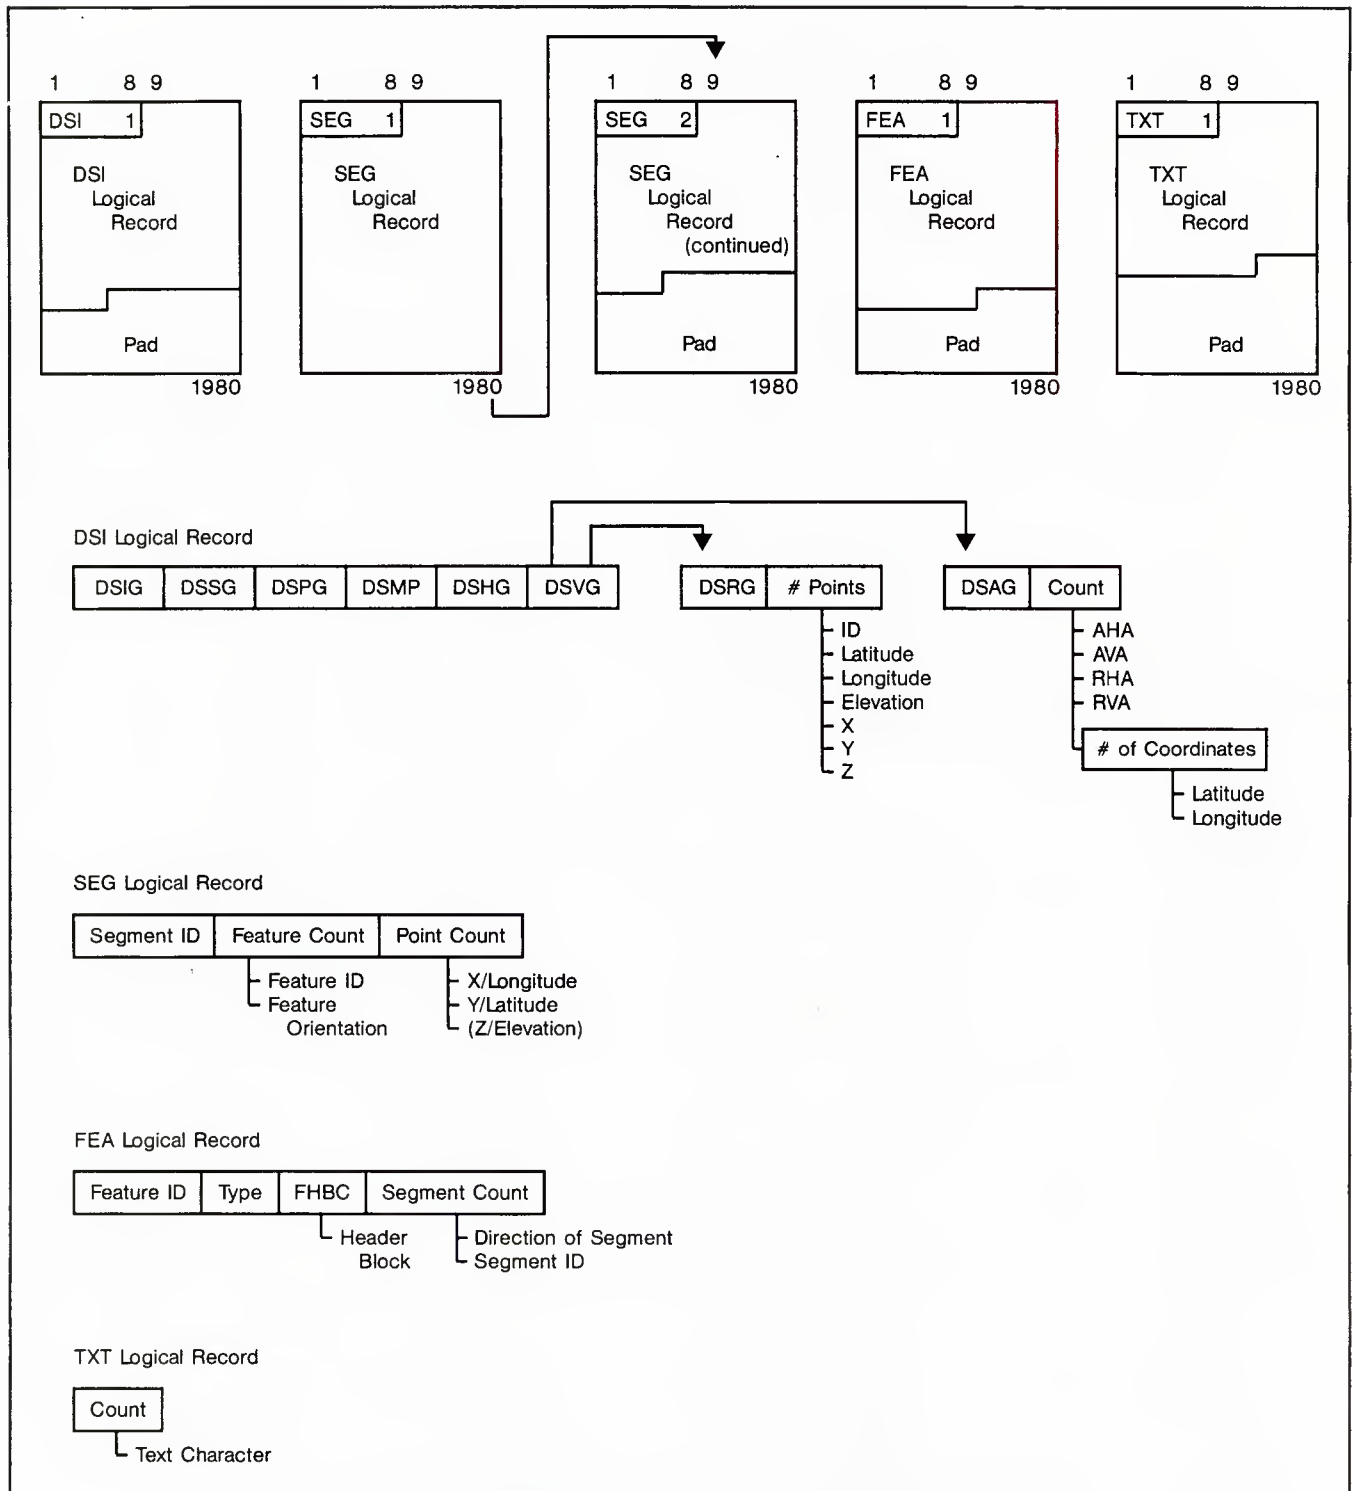 1 8 9
1 8 9
1 8 9
1 8 9
1 8 9
DSI 1
SEG 1
SEG 2
FEA 1
TXT 1
DSI
Logical
Record
SEG
Logical
Record
SEG
Logical
Record
(continued)
FEA
Logical
Record
TXT
Logical
Record
Pad
Pad
Pad
Pad
1980
1980
1980
1980
1980
DSI Logical Record
DSIG DSSG DSPG DSMP DSHG DSVG
DSRG # Points
ID
Latitude
Longitude
Elevation
X
Y
Z
DSAG Count
AHA
AVA
RHA
RVA
# of Coordinates
Latitude
Longitude
SEG Logical Record
Segment ID Feature Count Point Count
Feature ID
Feature
Orientation
X/Longitude
Y/Latitude
(Z/Elevation)
FEA Logical Record
Feature ID Type FHBC Segment Count
Header
Block
Direction of Segment
Segment ID
TXT Logical Record
Count
Text Character